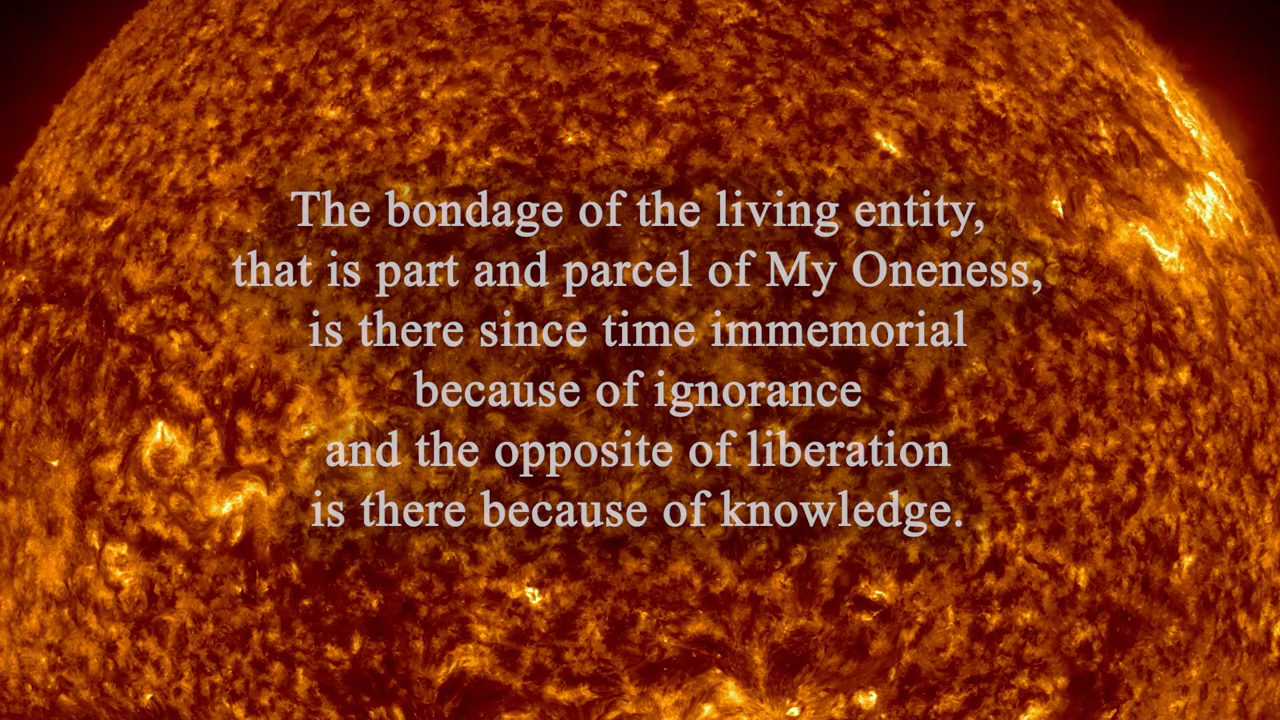 The bondage of the living entity,
that is part and parcel of My Oneness,
is there since time immemorial
because of ignorance
and the opposite of liberation
is there because of knowledge.